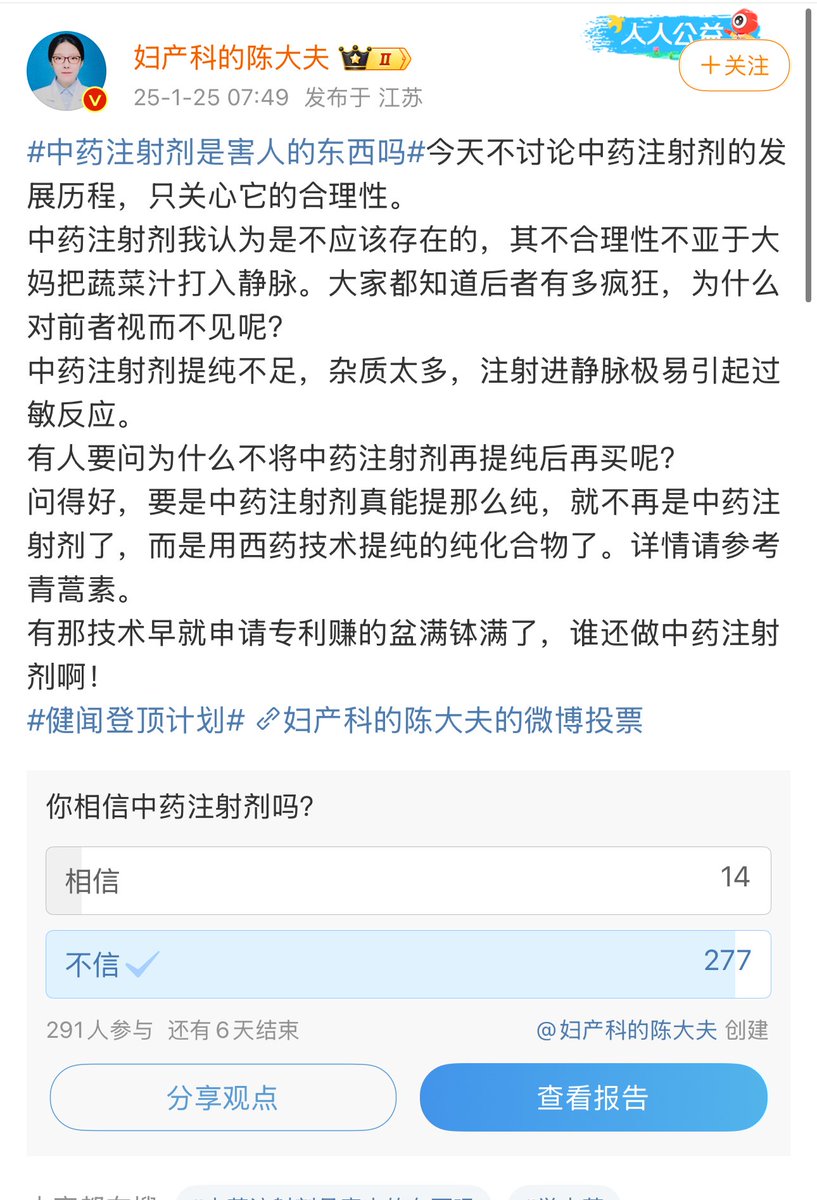 人人公益
妇产科的陈大夫 II
+关注
25-1-25 07:49 发布于 江苏
#中药注射剂是害人的东西吗#今天不讨论中药注射剂的发
展历程，只关心它的合理性。
中药注射剂我认为是不应该存在的，其不合理性不亚于大
妈把蔬菜汁打入静脉。大家都知道后者有多疯狂，为什么
对前者视而不见呢？
中药注射剂提纯不足，杂质太多，注射进静脉极易引起过
敏反应。
有人要问为什么不将中药注射剂再提纯后再买呢？
问得好，要是中药注射剂真能提那么纯，就不再是中药注
射剂了，而是用西药技术提纯的纯化合物了。详情请参考
青蒿素。
有那技术早就申请专利赚的盆满钵满了，谁还做中药注射
剂啊！
#健闻登顶计划# 妇产科的陈大夫的微博投票
你相信中药注射剂吗？
相信 14
不信 277
291人参与 还有6天结束 @妇产科的陈大夫 创建
分享观点 查看报告